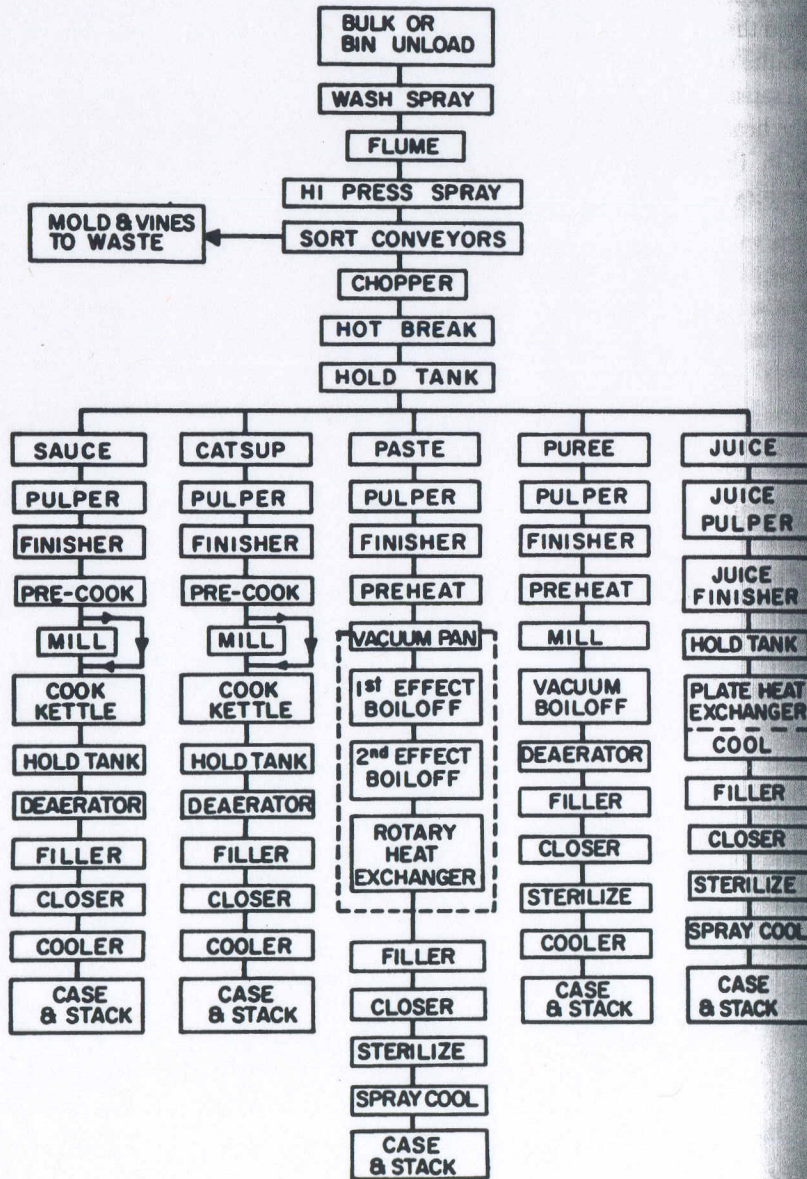 BULK OR
BIN UNLOAD
WASH SPRAY
FLUME
HI PRESS SPRAY
MOLD & VINES
TO WASTE
SORT CONVEYORS
CHOPPER
HOT BREAK
HOLD TANK
SAUCE
PULPER
FINISHER
PRE-COOK
MILL
COOK
KETTLE
HOLD TANK
DEAERATOR
FILLER
CLOSER
COOLER
CASE
& STACK
CATSUP
PULPER
FINISHER
PRE-COOK
MILL
COOK
KETTLE
HOLD TANK
DEAERATOR
FILLER
CLOSER
COOLER
CASE
& STACK
PASTE
PULPER
FINISHER
PREHEAT
VACUUM PAN
1st EFFECT
BOILOFF
2nd EFFECT
BOILOFF
ROTARY
HEAT
EXCHANGER
FILLER
CLOSER
STERILIZE
SPRAY COOL
CASE
& STACK
PUREE
PULPER
FINISHER
PREHEAT
MILL
VACUUM
BOILOFF
DEAERATOR
FILLER
CLOSER
STERILIZE
COOLER
CASE
& STACK
JUICE
JUICE
PULPER
JUICE
FINISHER
HOLD TANK
PLATE HEAT
EXCHANGER
COOL
FILLER
CLOSER
STERILIZE
SPRAY COOL
CASE
& STACK